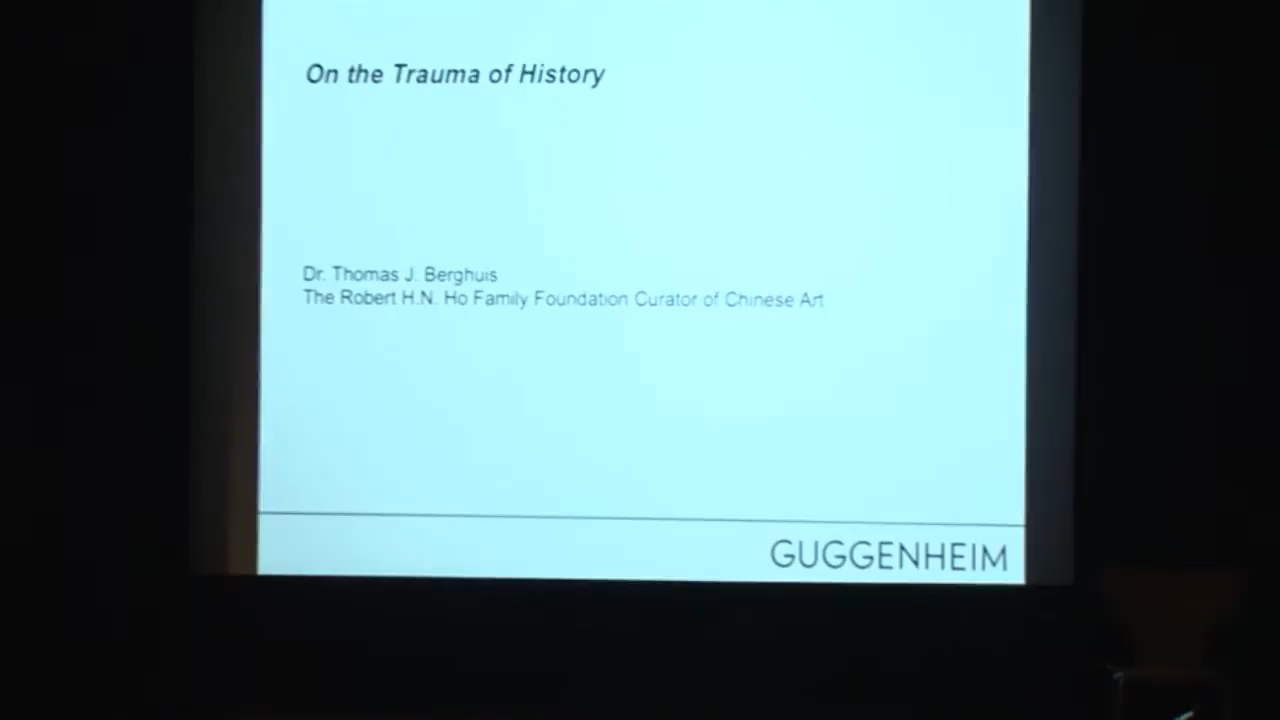 On the Trauma of History
Dr. Thomas J. Berghuis
The Robert H.N. Ho Family Foundation Curator of Chinese Art
GUGGENHEIM